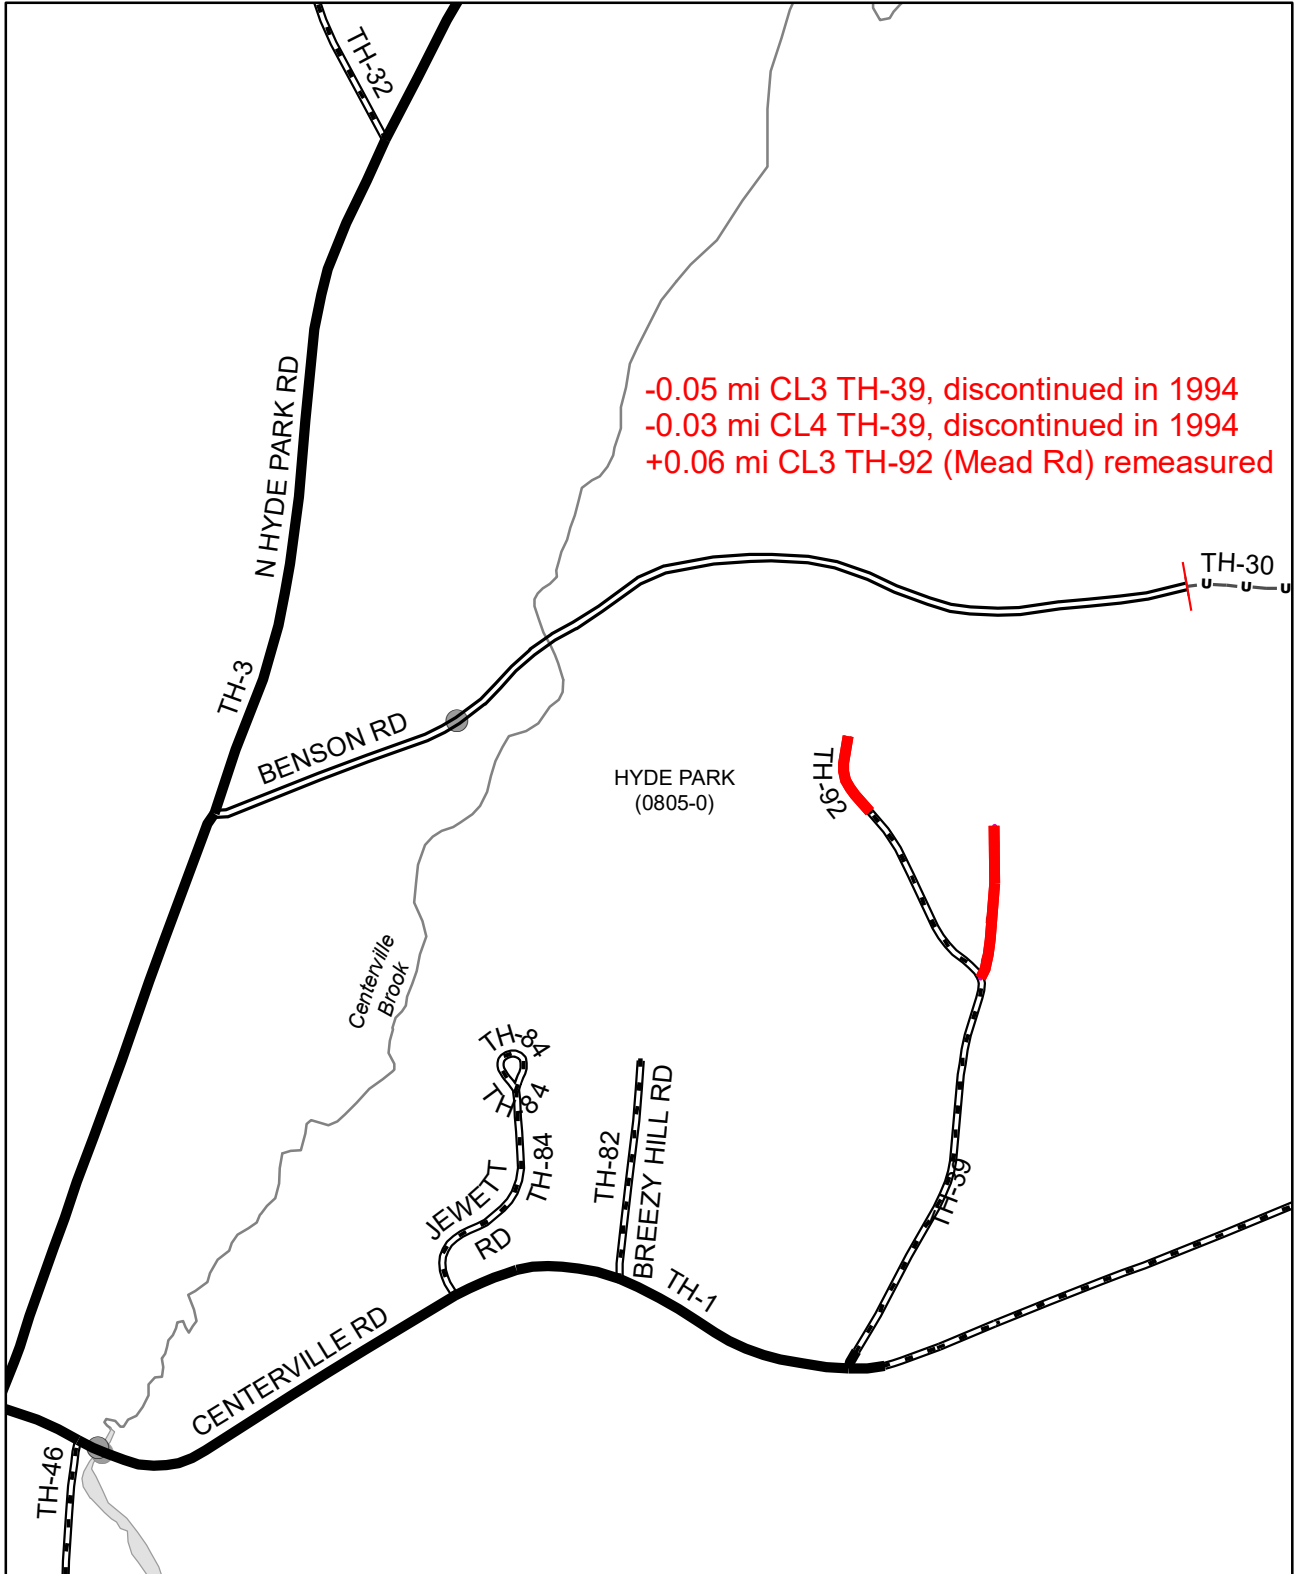 TH-32
N HYDE PARK RD
-0.05 mi CL3 TH-39, discontinued in 1994
-0.03 mi CL4 TH-39, discontinued in 1994
+0.06 mi CL3 TH-92 (Mead Rd) remeasured
TH-30
U U U
TH-3
BENSON RD
HYDE PARK
(0805-0)
TH-92
Centerville
Brook
TH-84
TH-84
TH-84
JEWETT
RD
TH-82
BREEZY HILL RD
TH-39
TH-1
CENTERVILLE RD
TH-46